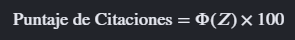 Puntaje de Citaciones = Φ(Z) × 100